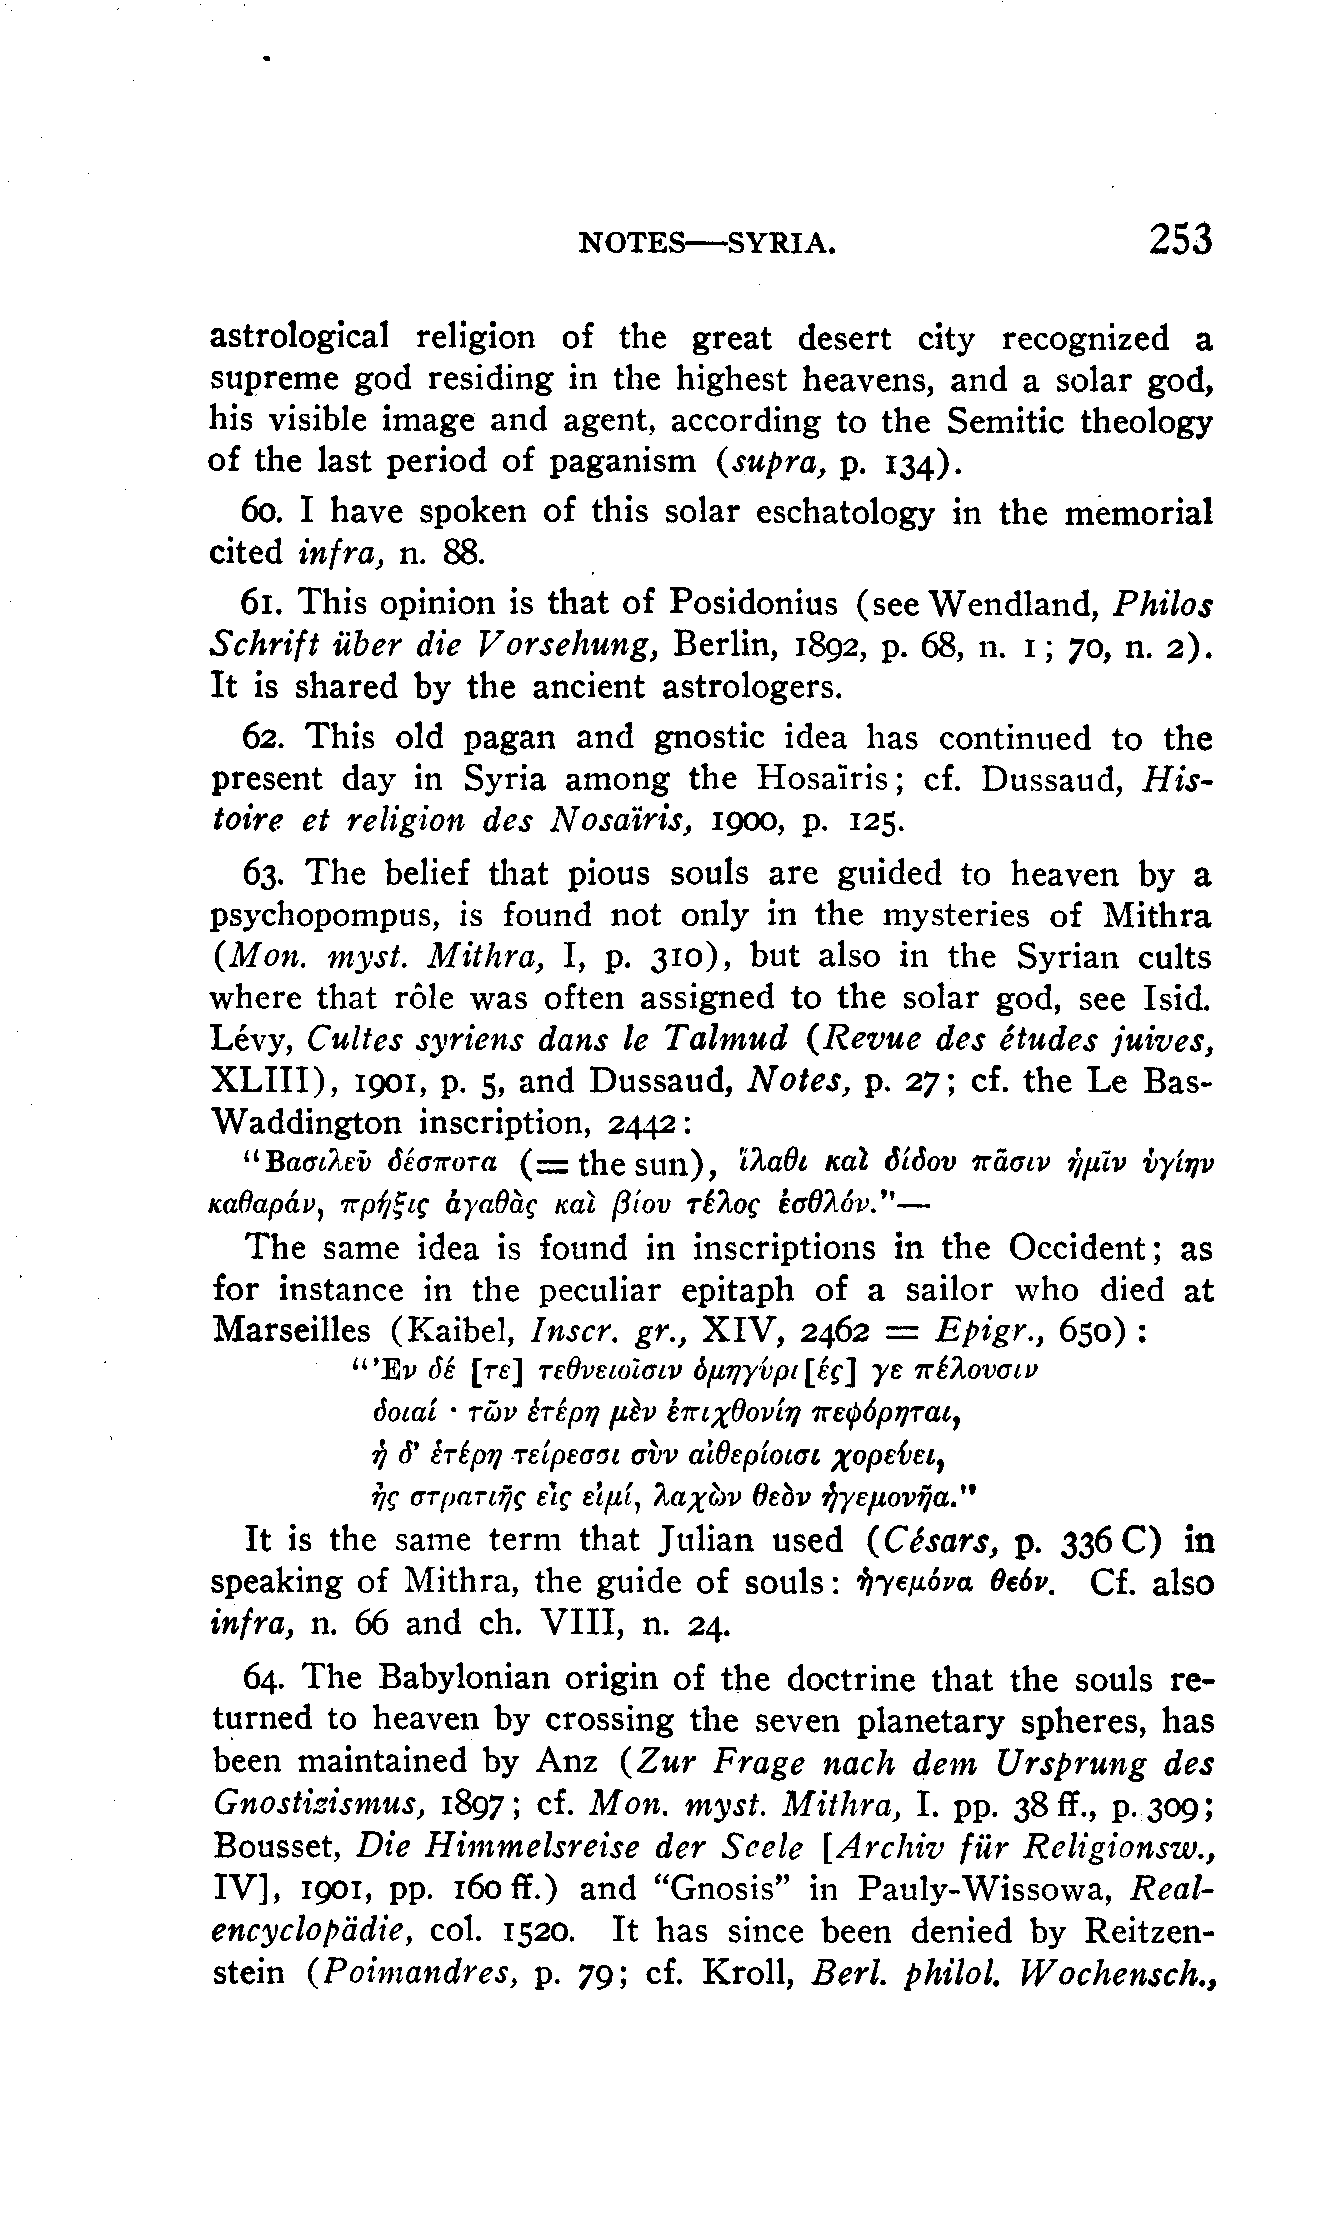 NOTES—SYRIA. 253
astrological religion of the great desert city recognized a
supreme god residing in the highest heavens, and a solar god,
his visible image and agent, according to the Semitic theology
of the last period of paganism (supra, p. 134).
60. I have spoken of this solar eschatology in the memorial
cited infra, n. 88.
61. This opinion is that of Posidonius (see Wendland, Philos
Schrift über die Vorsehung, Berlin, 1892, p. 68, n. 1; 70, n. 2).
It is shared by the ancient astrologers.
62. This old pagan and gnostic idea has continued to the
present day in Syria among the Hosaïris; cf. Dussaud, His-
toire et religion des Nosaïris, 1900, p. 125.
63. The belief that pious souls are guided to heaven by a
psychopompus, is found not only in the mysteries of Mithra
(Mon. myst. Mithra, I, p. 310), but also in the Syrian cults
where that rôle was often assigned to the solar god, see Isid.
Lévy, Cultes syriens dans le Talmud (Revue des études juives,
XLIII), 1901, p. 5, and Dussaud, Notes, p. 27; cf. the Le Bas-
Waddington inscription, 2442:
"Βασιλεῦ δέσποτα (= the sun), ἵλαθι καὶ δίδου πᾶσιν ἡμῖν ὑγίην
καθαράν, πρήξις ἀγαθὰς καὶ βίου τέλος ἐσθλόν."—
The same idea is found in inscriptions in the Occident; as
for instance in the peculiar epitaph of a sailor who died at
Marseilles (Kaibel, Inscr. gr., XIV, 2462 = Epigr., 650) :
"Ἐν δέ [τε] τεθνειοῖσιν ὁμηγύρι [ές] γε πέλουσιν
δοιαί · τῶν ἑτέρη μὲν ἐπιχθονίη πεφόρηται,
ἡ δ' ἑτέρη τείρεσσι σὺν αἰθερίοισι χορεύει,
ἧς στρατιῆς εἷς εἰμί, λαχὼν θεὸν ἡγεμονῆα."
It is the same term that Julian used (Césars, p. 336 C) in
speaking of Mithra, the guide of souls: ἡγεμόνα θεόν. Cf. also
infra, n. 66 and ch. VIII, n. 24.
64. The Babylonian origin of the doctrine that the souls re-
turned to heaven by crossing the seven planetary spheres, has
been maintained by Anz (Zur Frage nach dem Ursprung des
Gnostizismus, 1897; cf. Mon. myst. Mithra, I. pp. 38 ff., p. 309;
Bousset, Die Himmelsreise der Seele [Archiv für Religionsw.,
IV], 1901, pp. 160 ff.) and "Gnosis" in Pauly-Wissowa, Real-
encyclopädie, col. 1520. It has since been denied by Reitzen-
stein (Poimandres, p. 79; cf. Kroll, Berl. philol. Wochensch.,